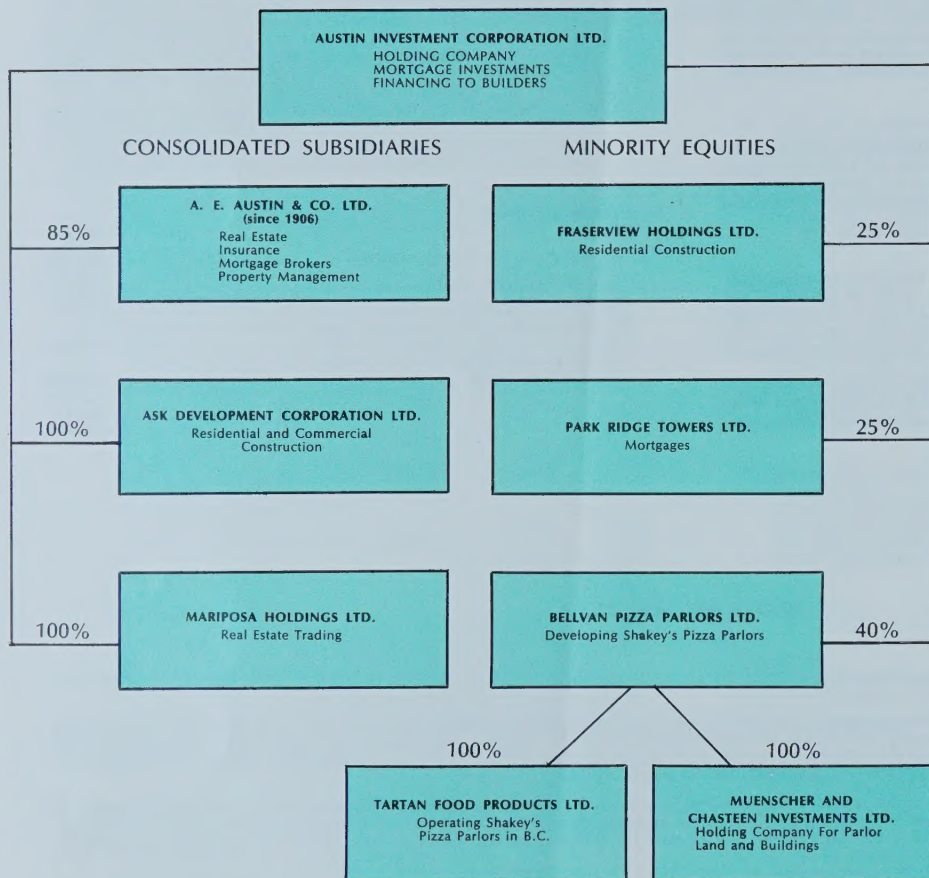 AUSTIN INVESTMENT CORPORATION LTD.
HOLDING COMPANY
MORTGAGE INVESTMENTS
FINANCING TO BUILDERS
CONSOLIDATED SUBSIDIARIES
MINORITY EQUITIES
85%
A. E. AUSTIN & CO. LTD.
(since 1906)
Real Estate
Insurance
Mortgage Brokers
Property Management
FRASERVIEW HOLDINGS LTD.
Residential Construction
25%
100%
ASK DEVELOPMENT CORPORATION LTD.
Residential and Commercial
Construction
PARK RIDGE TOWERS LTD.
Mortgages
25%
100%
MARIPOSA HOLDINGS LTD.
Real Estate Trading
BELLVAN PIZZA PARLORS LTD.
Developing Shakey's Pizza Parlors
40%
100%
TARTAN FOOD PRODUCTS LTD.
Operating Shakey's
Pizza Parlors in B.C.
100%
MUENSCHER AND
CHASTEEN INVESTMENTS LTD.
Holding Company For Parlor
Land and Buildings